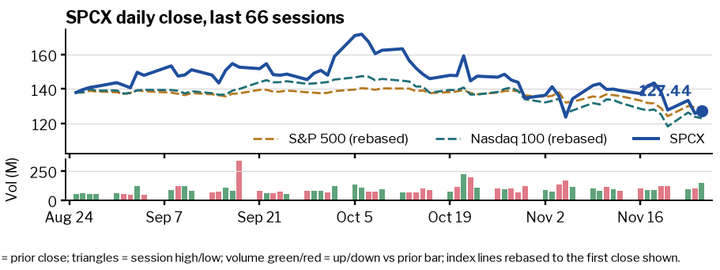 SPCX daily close, last 66 sessions
160
140
120
127.44
S&P 500 (rebased) Nasdaq 100 (rebased) SPCX
Vol (M)
250
0
Aug 24 Sep 7 Sep 21 Oct 5 Oct 19 Nov 2 Nov 16
= prior close; triangles = session high/low; volume green/red = up/down vs prior bar; index lines rebased to the first close shown.